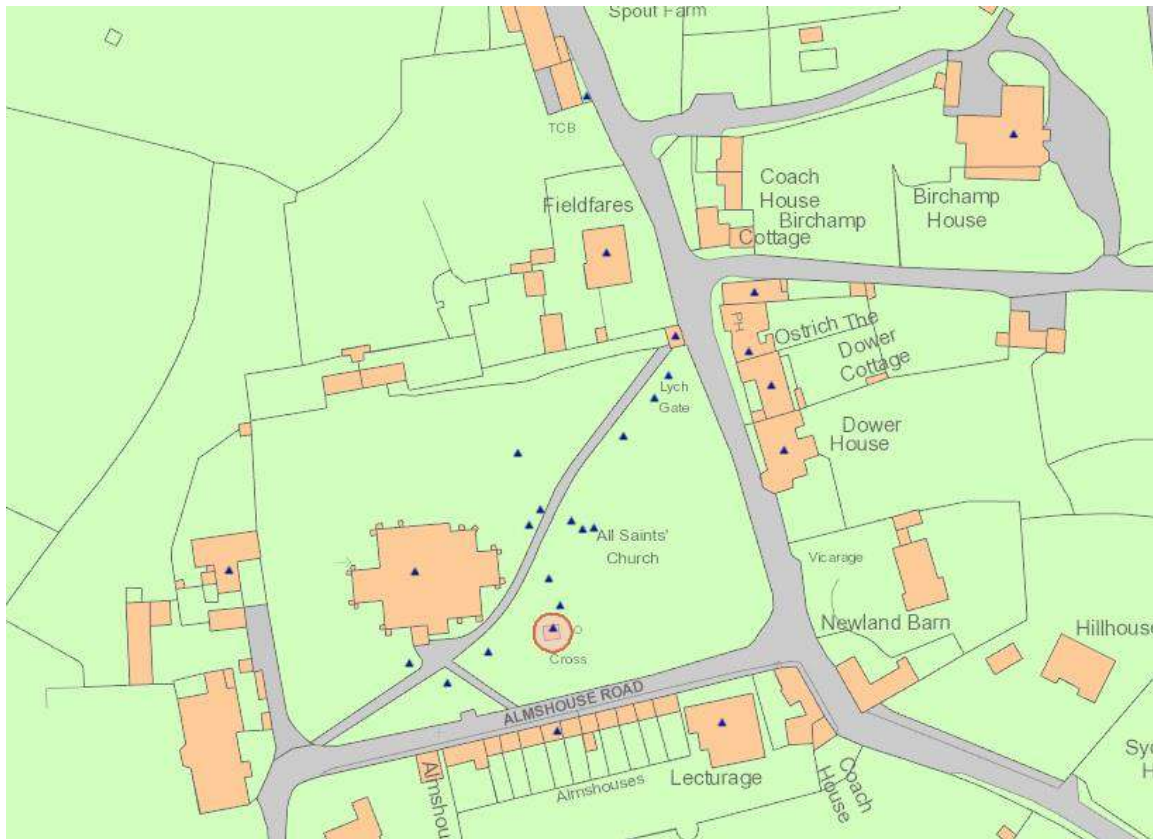 Spout Farm
TCB
Fieldfares
Coach
House
Birchamp
Cottage
Birchamp
House
PH
Ostrich The
Dower
Cottage
Lych
Gate
Dower
House
All Saints'
Church
Vicarage
Newland Barn
Hillhouse
Cross
ALMSHOUSE ROAD
Almshou
Almshouses
Lecturage
Coach
House
Syd
H